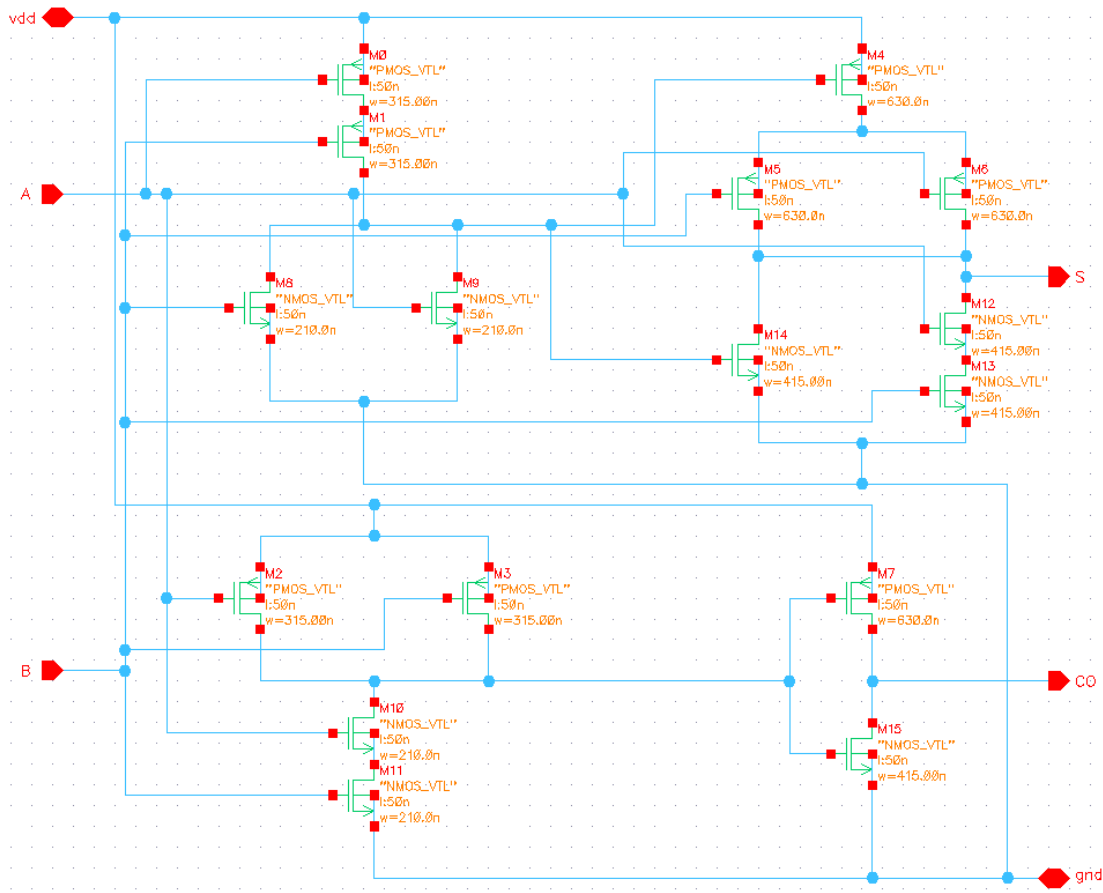 vdd
M0
"PMOS_VTL"
l:50n
w=315.00n
M1
"PMOS_VTL"
l:50n
w=315.00n
M4
"PMOS_VTL"
l:50n
w=630.0n
A
M5
"PMOS_VTL"
l:50n
w=630.0n
M6
"PMOS_VTL"
l:50n
w=630.0n
M8
"NMOS_VTL"
l:50n
w=210.0n
M9
"NMOS_VTL"
l:50n
w=210.0n
S
M12
"NMOS_VTL"
l:50n
w=415.00n
M14
"NMOS_VTL"
l:50n
w=415.00n
M13
"NMOS_VTL"
l:50n
w=415.00n
M2
"PMOS_VTL"
l:50n
w=315.00n
M3
"PMOS_VTL"
l:50n
w=315.00n
M7
"PMOS_VTL"
l:50n
w=630.0n
B
CO
M10
"NMOS_VTL"
l:50n
w=210.0n
M11
"NMOS_VTL"
l:50n
w=210.0n
M15
"NMOS_VTL"
l:50n
w=415.00n
gnd